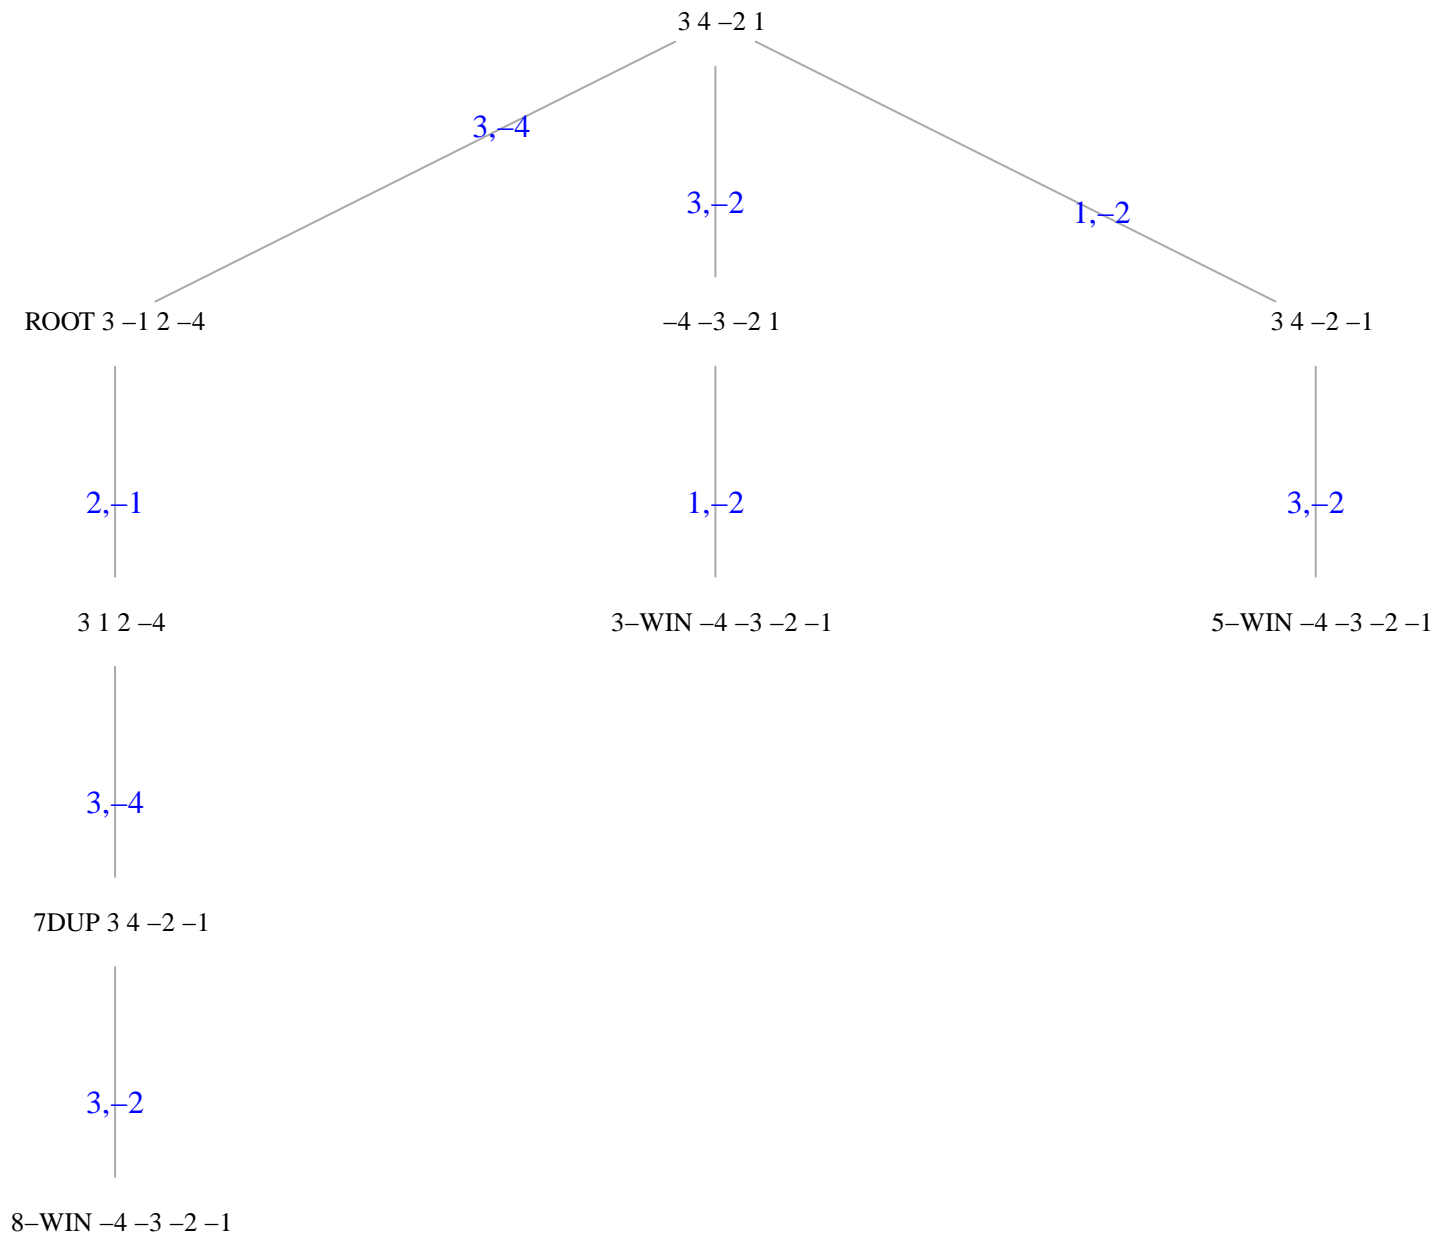 3 4 –2 1
3,–4
3,–2
1,–2
ROOT 3 –1 2 –4
–4 –3 –2 1
3 4 –2 –1
2,–1
1,–2
3,–2
3 1 2 –4
3–WIN –4 –3 –2 –1
5–WIN –4 –3 –2 –1
3,–4
7DUP 3 4 –2 –1
3,–2
8–WIN –4 –3 –2 –1